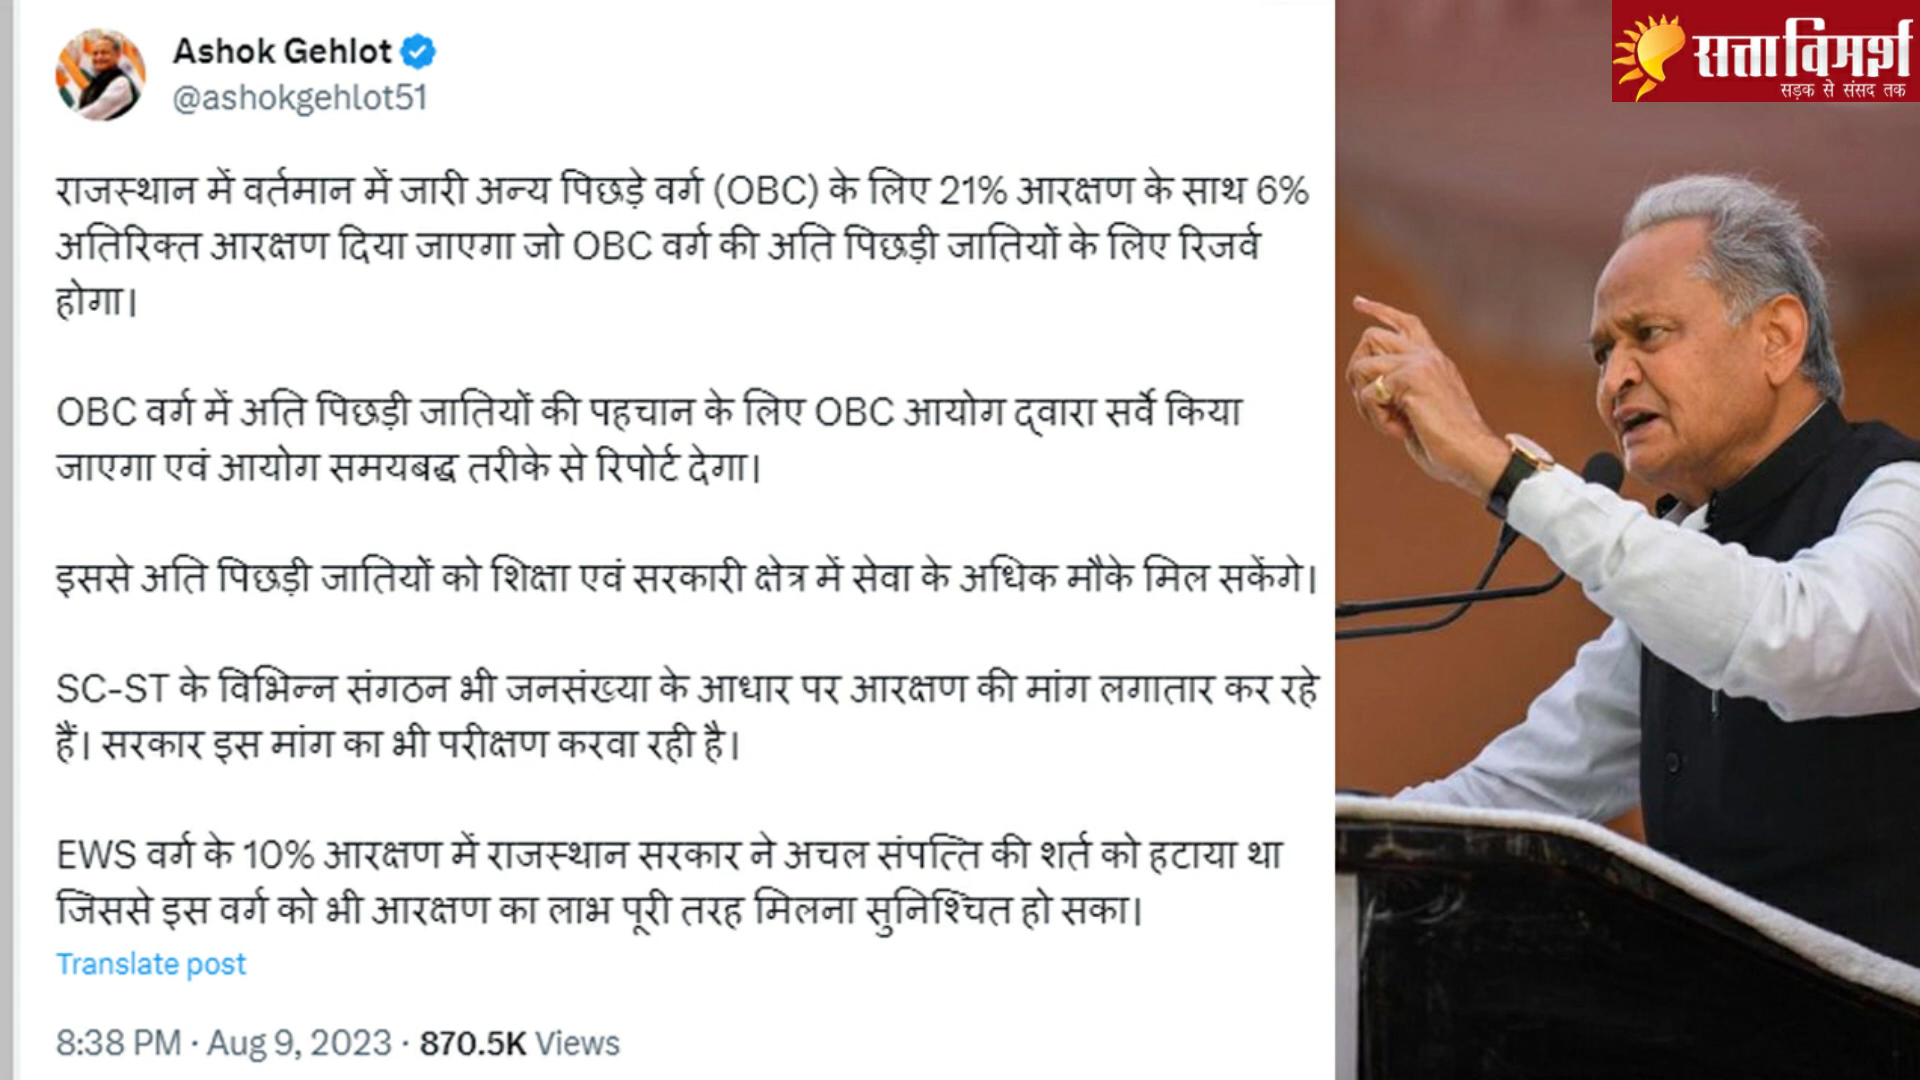 Ashok Gehlot
@ashokgehlot51
राजस्थान में वर्तमान में जारी अन्य पिछड़े वर्ग (OBC) के लिए 21% आरक्षण के साथ 6%
अतिरिक्त आरक्षण दिया जाएगा जो OBC वर्ग की अति पिछड़ी जातियों के लिए रिजर्व
होगा।
OBC वर्ग में अति पिछड़ी जातियों की पहचान के लिए OBC आयोग द्वारा सर्वे किया
जाएगा एवं आयोग समयबद्ध तरीके से रिपोर्ट देगा।
इससे अति पिछड़ी जातियों को शिक्षा एवं सरकारी क्षेत्र में सेवा के अधिक मौके मिल सकेंगे।
SC-ST के विभिन्न संगठन भी जनसंख्या के आधार पर आरक्षण की मांग लगातार कर रहे
हैं। सरकार इस मांग का भी परीक्षण करवा रही है।
EWS वर्ग के 10% आरक्षण में राजस्थान सरकार ने अचल संपत्ति की शर्त को हटाया था
जिससे इस वर्ग को भी आरक्षण का लाभ पूरी तरह मिलना सुनिश्चित हो सका।
Translate post
8:38 PM · Aug 9, 2023 · 870.5K Views
सत्ता विमर्श
सड़क से संसद तक